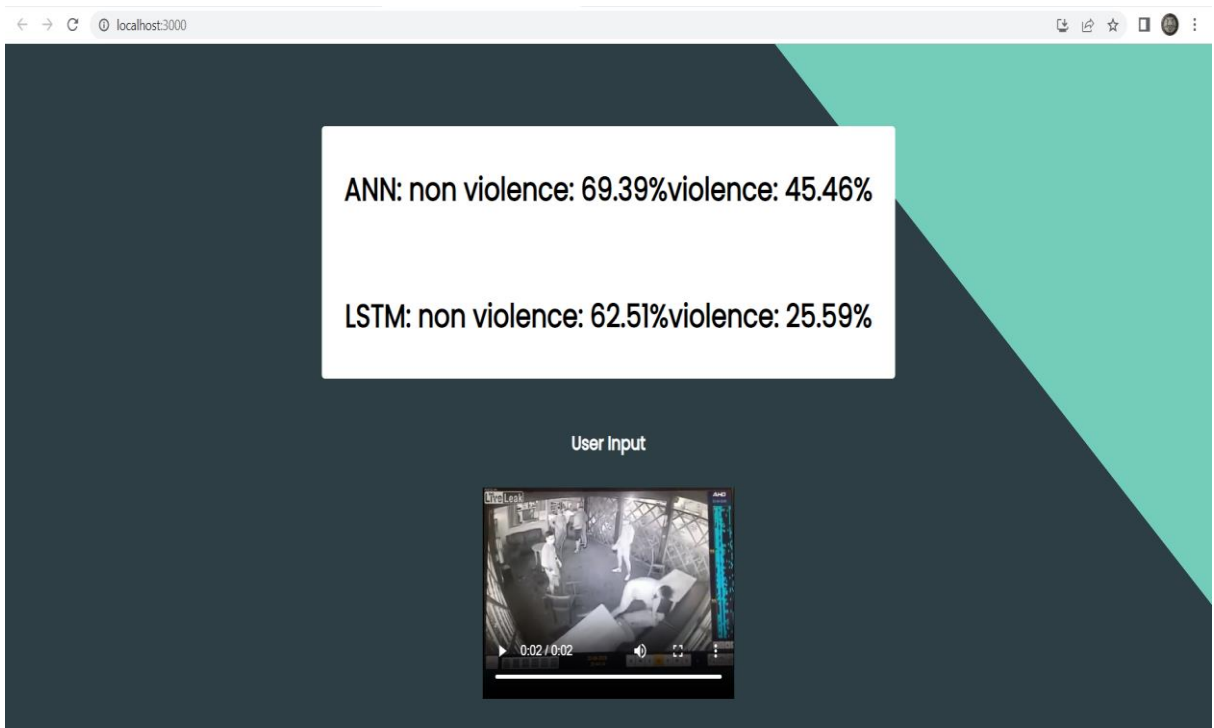 localhost:3000
ANN: non violence: 69.39%violence: 45.46%
LSTM: non violence: 62.51%violence: 25.59%
User Input
LiveLeak
AHD
0:02 / 0:02